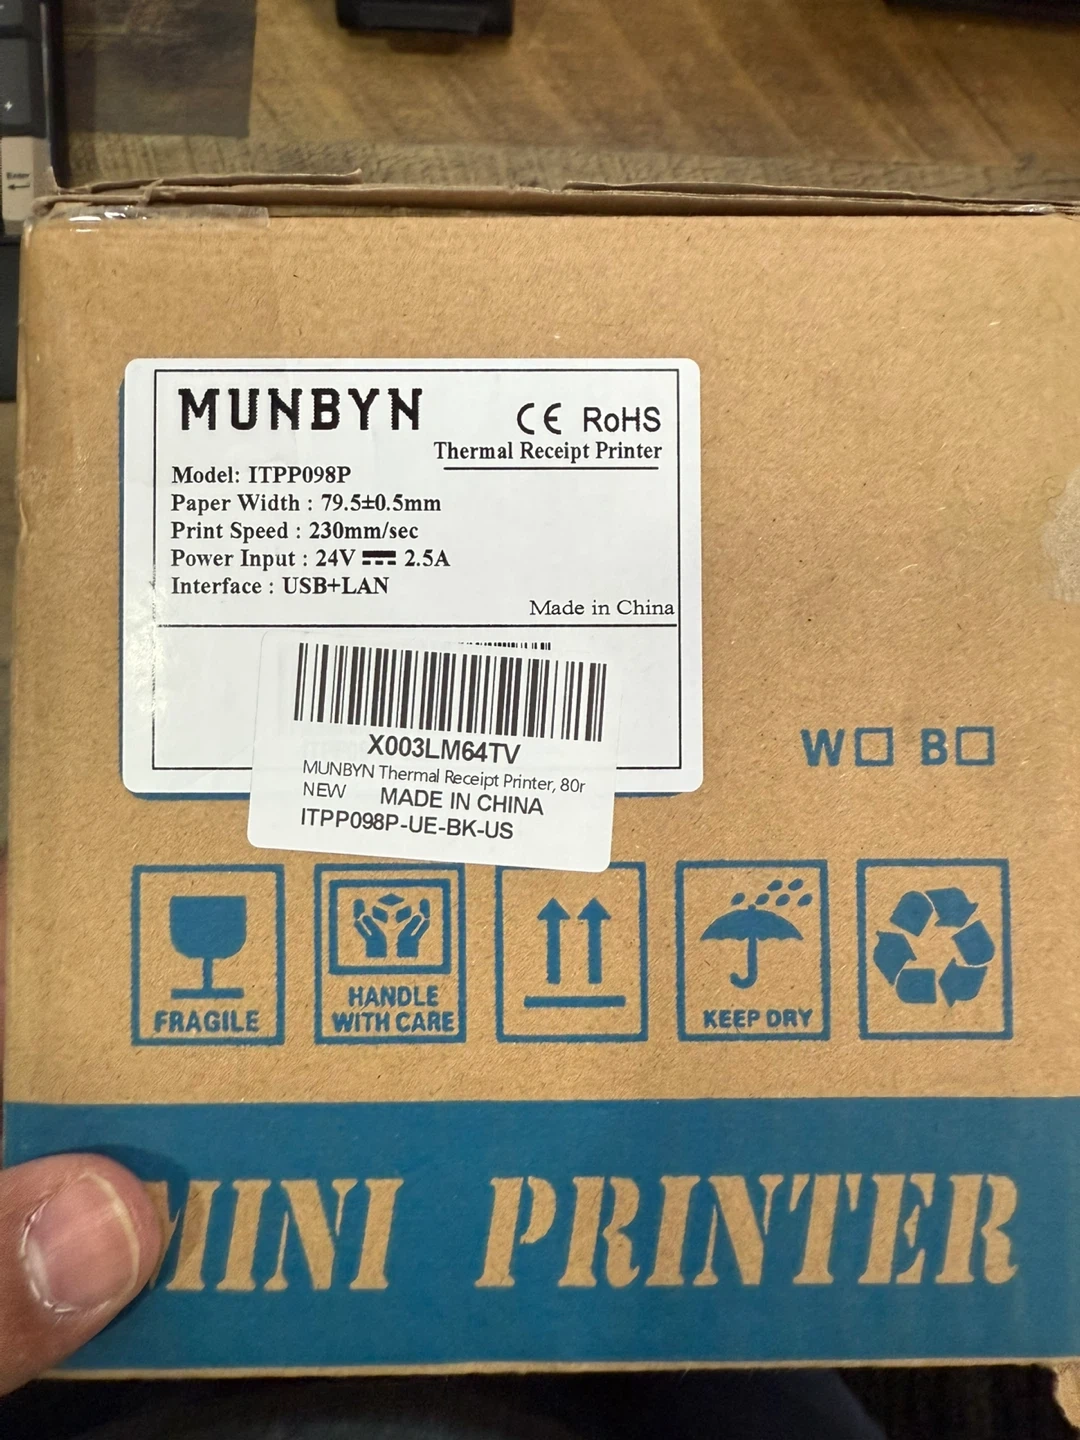 Enter
MUNBYN
CE RoHS
Thermal Receipt Printer
Model: ITPP098P
Paper Width : 79.5±0.5mm
Print Speed : 230mm/sec
Power Input : 24V ⎓ 2.5A
Interface : USB+LAN
Made in China
X003LM64TV
MUNBYN Thermal Receipt Printer, 80r
NEW MADE IN CHINA
ITPP098P-UE-BK-US
W□ B□
FRAGILE
HANDLE
WITH CARE
KEEP DRY
MINI PRINTER